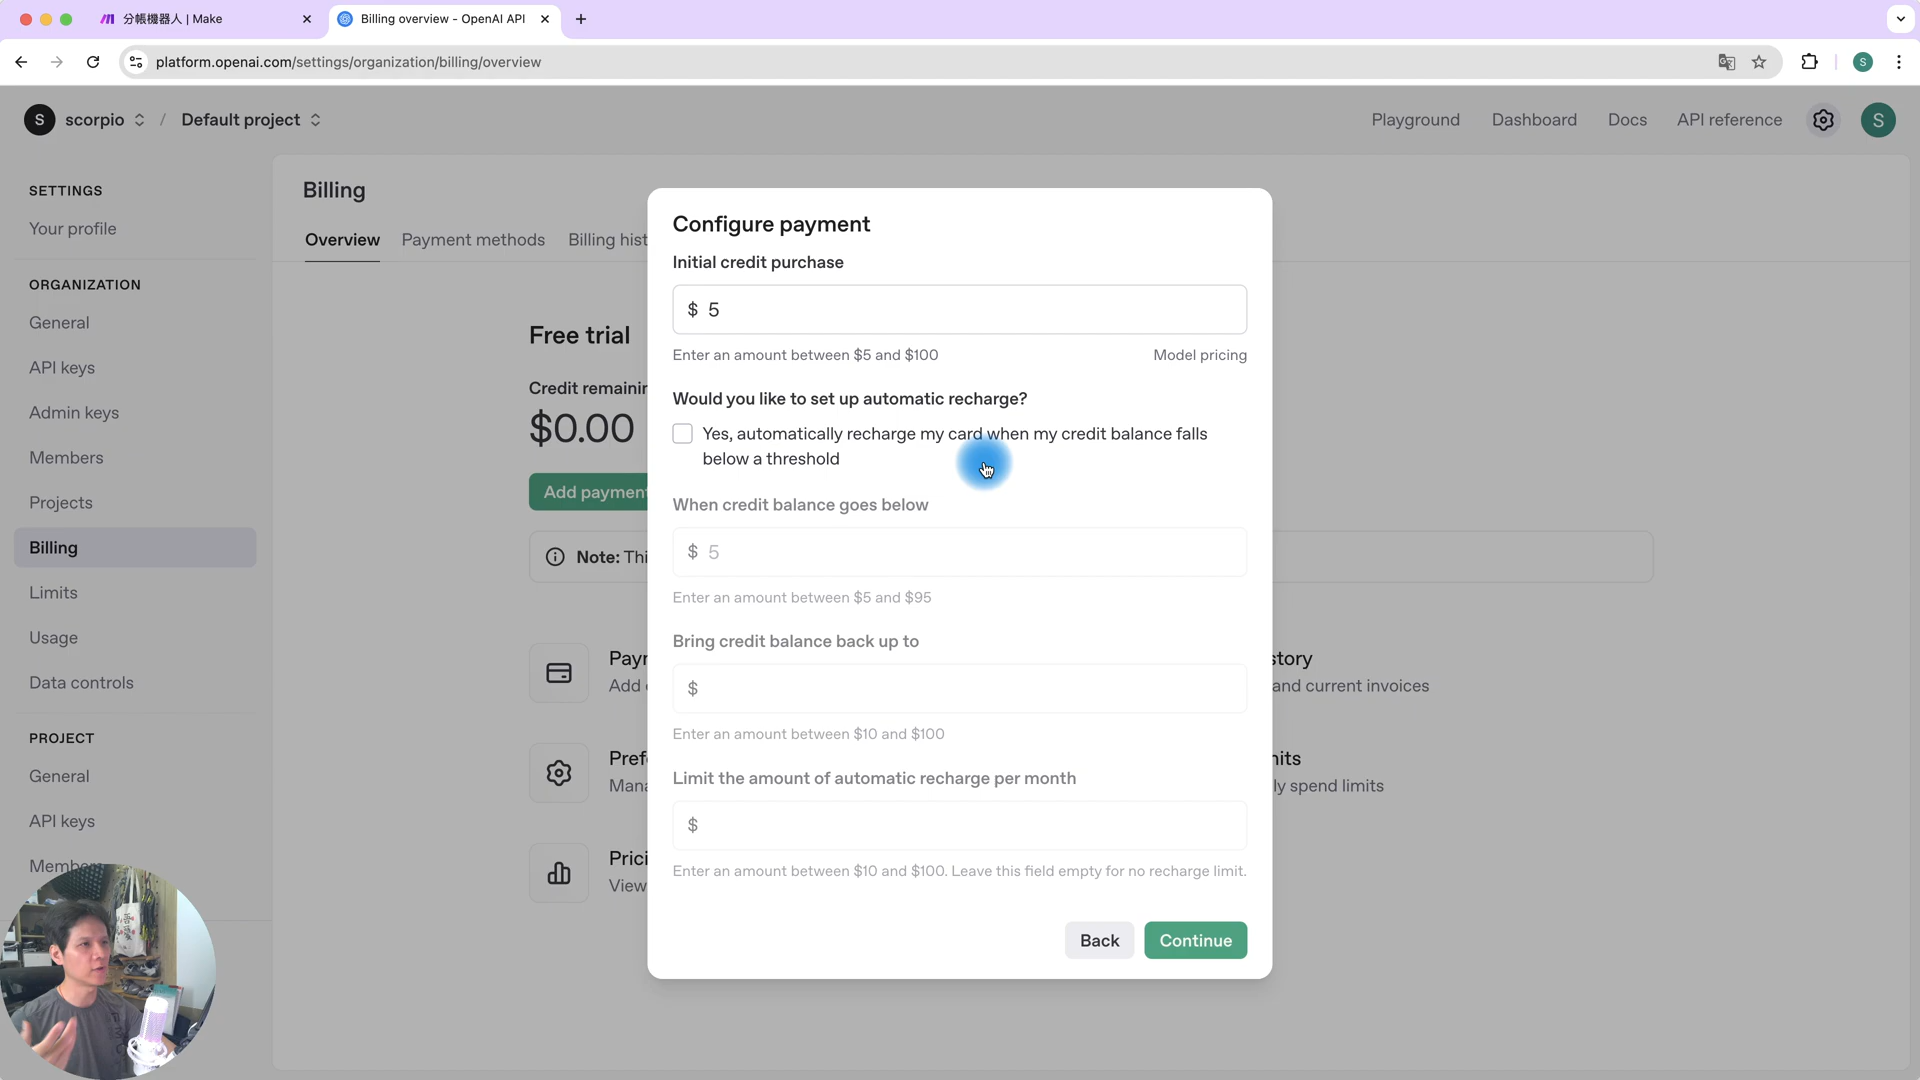 分帳機器人 | Make
Billing overview - OpenAI API
platform.openai.com/settings/organization/billing/overview
S
S scorpio / Default project
Playground Dashboard Docs API reference S
SETTINGS
Your profile
ORGANIZATION
General
API keys
Admin keys
Members
Projects
Billing
Limits
Usage
Data controls
PROJECT
General
API keys
Billing
Overview Payment methods Billing hist
Free trial
Credit remainin
$0.00
Add payment
Note: Thi
Payr
Add
story
and current invoices
Pref
Mana
nits
ly spend limits
Prici
View
Configure payment
Initial credit purchase
$ 5
Enter an amount between $5 and $100 Model pricing
Would you like to set up automatic recharge?
Yes, automatically recharge my card when my credit balance falls
below a threshold
When credit balance goes below
$ 5
Enter an amount between $5 and $95
Bring credit balance back up to
$
Enter an amount between $10 and $100
Limit the amount of automatic recharge per month
$
Enter an amount between $10 and $100. Leave this field empty for no recharge limit.
Back Continue